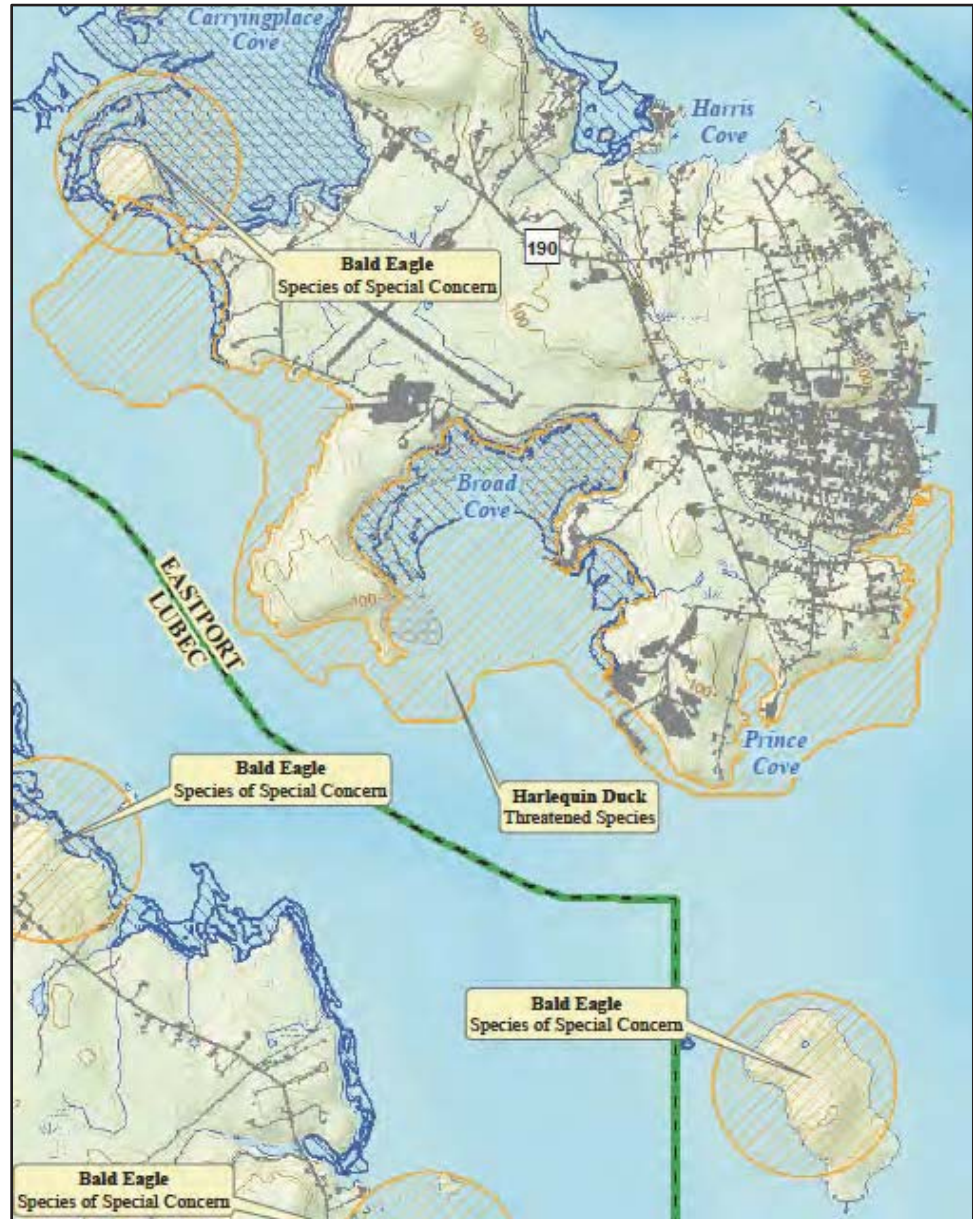 Carryingplace
Cove
100
Harris
Cove
190
Bald Eagle
Species of Special Concern
100
Broad
Cove
EASTPORT
LUBEC
100
100
Prince
Cove
Bald Eagle
Species of Special Concern
Harlequin Duck
Threatened Species
Bald Eagle
Species of Special Concern
Bald Eagle
Species of Special Concern